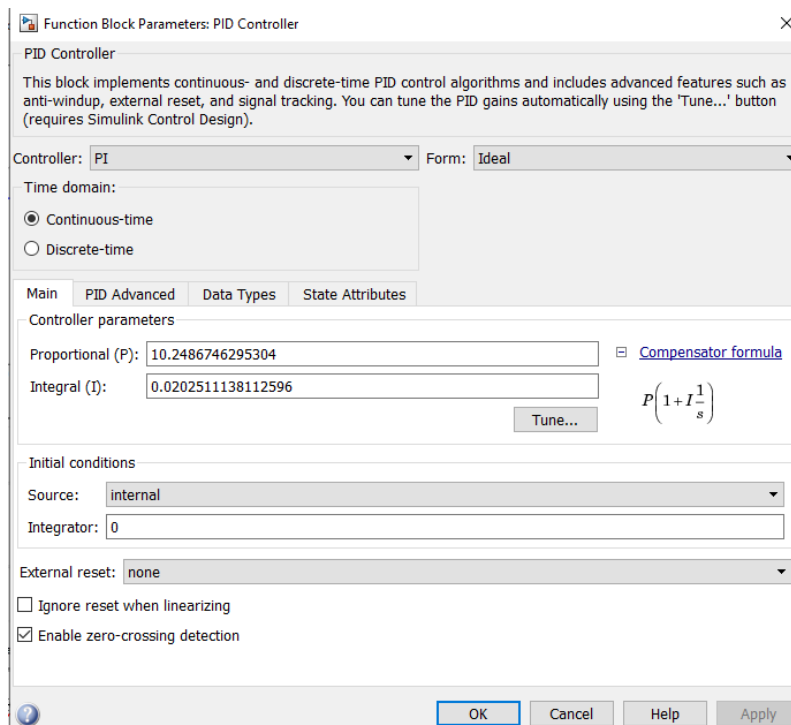 Function Block Parameters: PID Controller
PID Controller
This block implements continuous- and discrete-time PID control algorithms and includes advanced features such as
anti-windup, external reset, and signal tracking. You can tune the PID gains automatically using the 'Tune...' button
(requires Simulink Control Design).
Controller: PI Form: Ideal
Time domain:
Continuous-time
Discrete-time
Main PID Advanced Data Types State Attributes
Controller parameters
Proportional (P): 10.2486746295304 Compensator formula
Integral (I): 0.0202511138112596
P(1+I1/s)
Tune...
Initial conditions
Source: internal
Integrator: 0
External reset: none
Ignore reset when linearizing
Enable zero-crossing detection
OK Cancel Help Apply